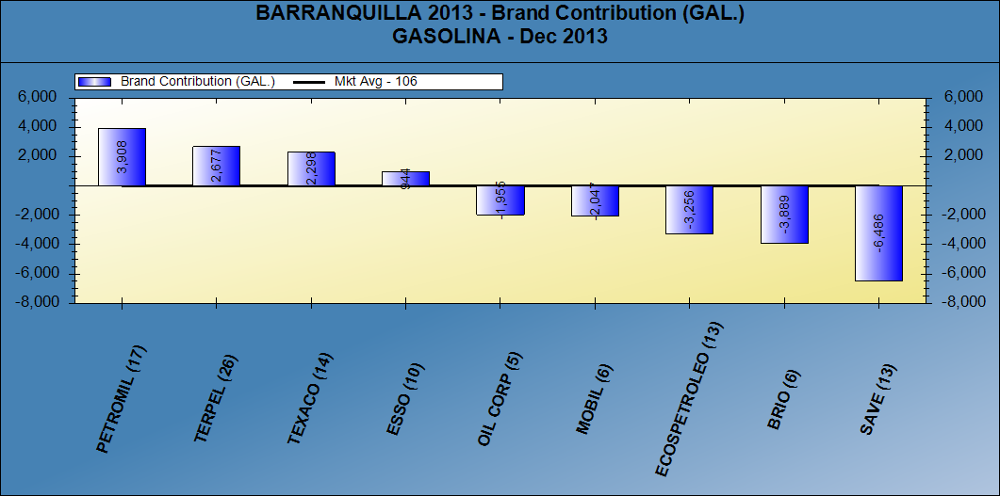 BARRANQUILLA 2013 - Brand Contribution (GAL.)
GASOLINA - Dec 2013
Brand Contribution (GAL.) Mkt Avg - 106
6,000 6,000
4,000 4,000
2,000 2,000
-2,000 -2,000
-4,000 -4,000
-6,000 -6,000
-8,000 -8,000
3,908
2,677
2,298
944
-1,955
-2,047
-3,256
-3,889
-6,486
PETROMIL (17)
TERPEL (26)
TEXACO (14)
ESSO (10)
OIL CORP (5)
MOBIL (6)
ECOSPETROLEO (13)
BRIO (6)
SAVE (13)